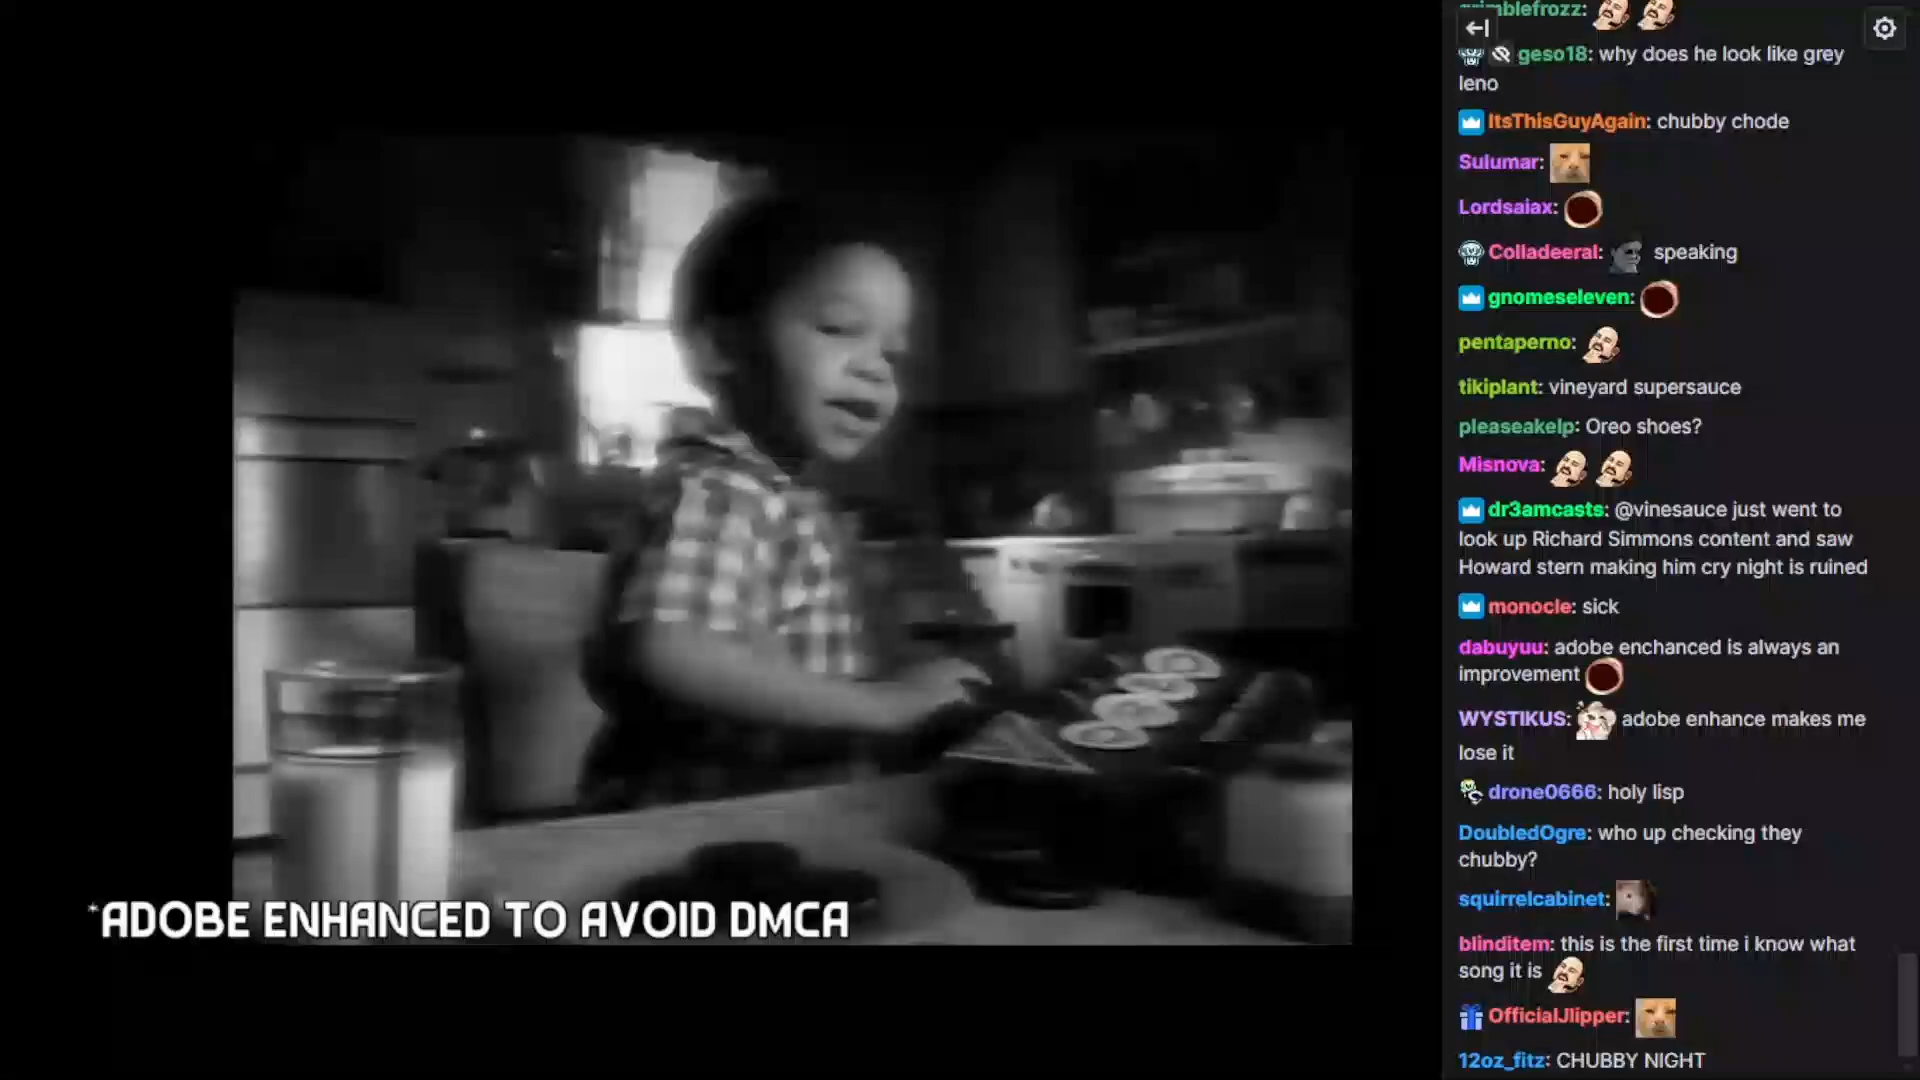 geso18: why does he look like grey
leno
ItsThisGuyAgain: chubby chode
Sulumar:
Lordsaiax:
Colladeeral: speaking
gnomeseleven:
pentaperno:
tikiplant: vineyard supersauce
pleaseakelp: Oreo shoes?
Misnova:
dr3amcasts: @vinesauce just went to
look up Richard Simmons content and saw
Howard stern making him cry night is ruined
monocle: sick
dabuyuu: adobe enchanced is always an
improvement
WYSTIKUS: adobe enhance makes me
lose it
drone0666: holy lisp
DoubledOgre: who up checking they
chubby?
squirrelcabinet:
blinditem: this is the first time i know what
song it is
OfficialJlipper:
12oz_fitz: CHUBBY NIGHT
*ADOBE ENHANCED TO AVOID DMCA